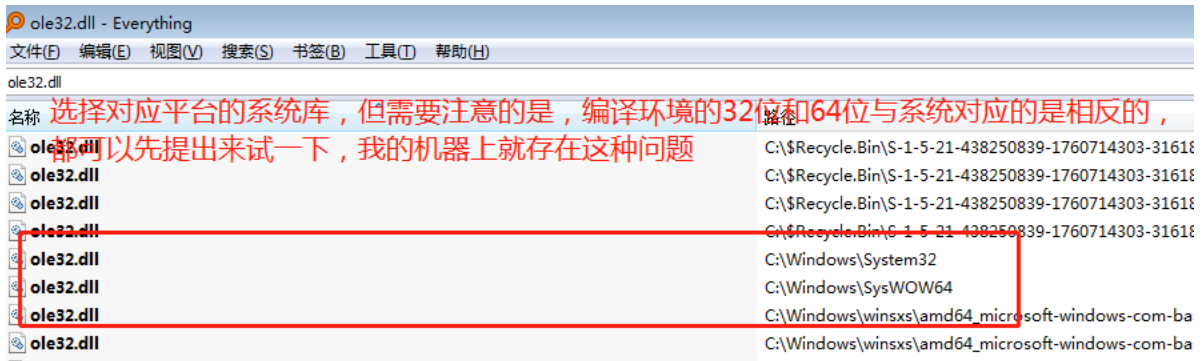 ole32.dll - Everything
文件(F) 编辑(E) 视图(V) 搜索(S) 书签(B) 工具(T) 帮助(H)
ole32.dll
名称 路径
选择对应平台的系统库，但需要注意的是，编译环境的32位和64位与系统对应的是相反的，
都可以先提出来试一下，我的机器上就存在这种问题
ole32.dll C:\$Recycle.Bin\S-1-5-21-438250839-1760714303-31618
ole32.dll C:\$Recycle.Bin\S-1-5-21-438250839-1760714303-31618
ole32.dll C:\$Recycle.Bin\S-1-5-21-438250839-1760714303-31618
ole32.dll C:\$Recycle.Bin\S-1-5-21-438250839-1760714303-31618
ole32.dll C:\Windows\System32
ole32.dll C:\Windows\SysWOW64
ole32.dll C:\Windows\winsxs\amd64_microsoft-windows-com-ba
ole32.dll C:\Windows\winsxs\amd64_microsoft-windows-com-ba